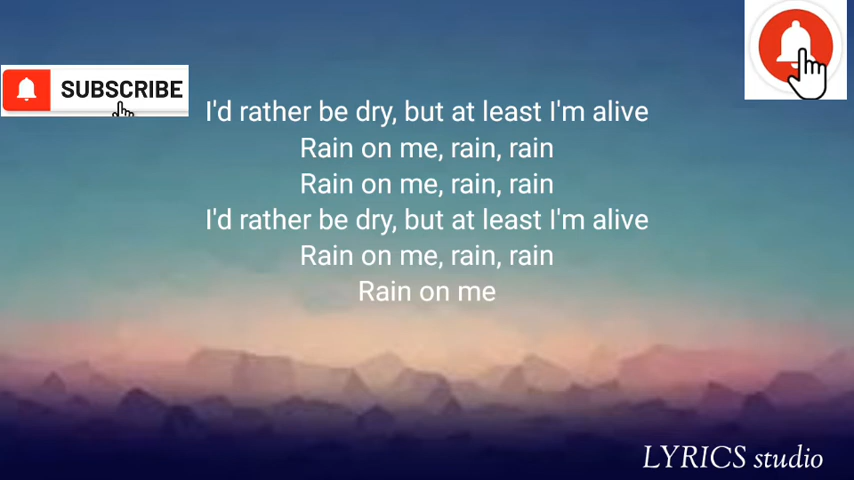 SUBSCRIBE
I'd rather be dry, but at least I'm alive
Rain on me, rain, rain
Rain on me, rain, rain
I'd rather be dry, but at least I'm alive
Rain on me, rain, rain
Rain on me
LYRICS studio